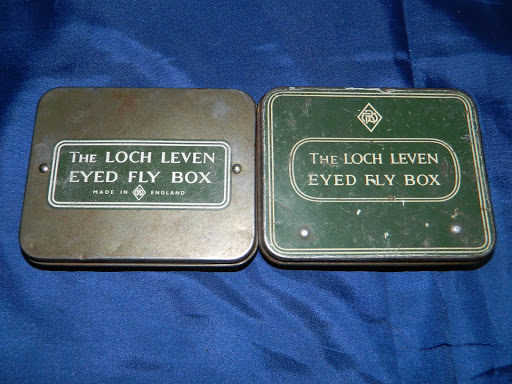 THE LOCH LEVEN
EYED FLY BOX
MADE IN ENGLAND
THE LOCH LEVEN
EYED FLY BOX